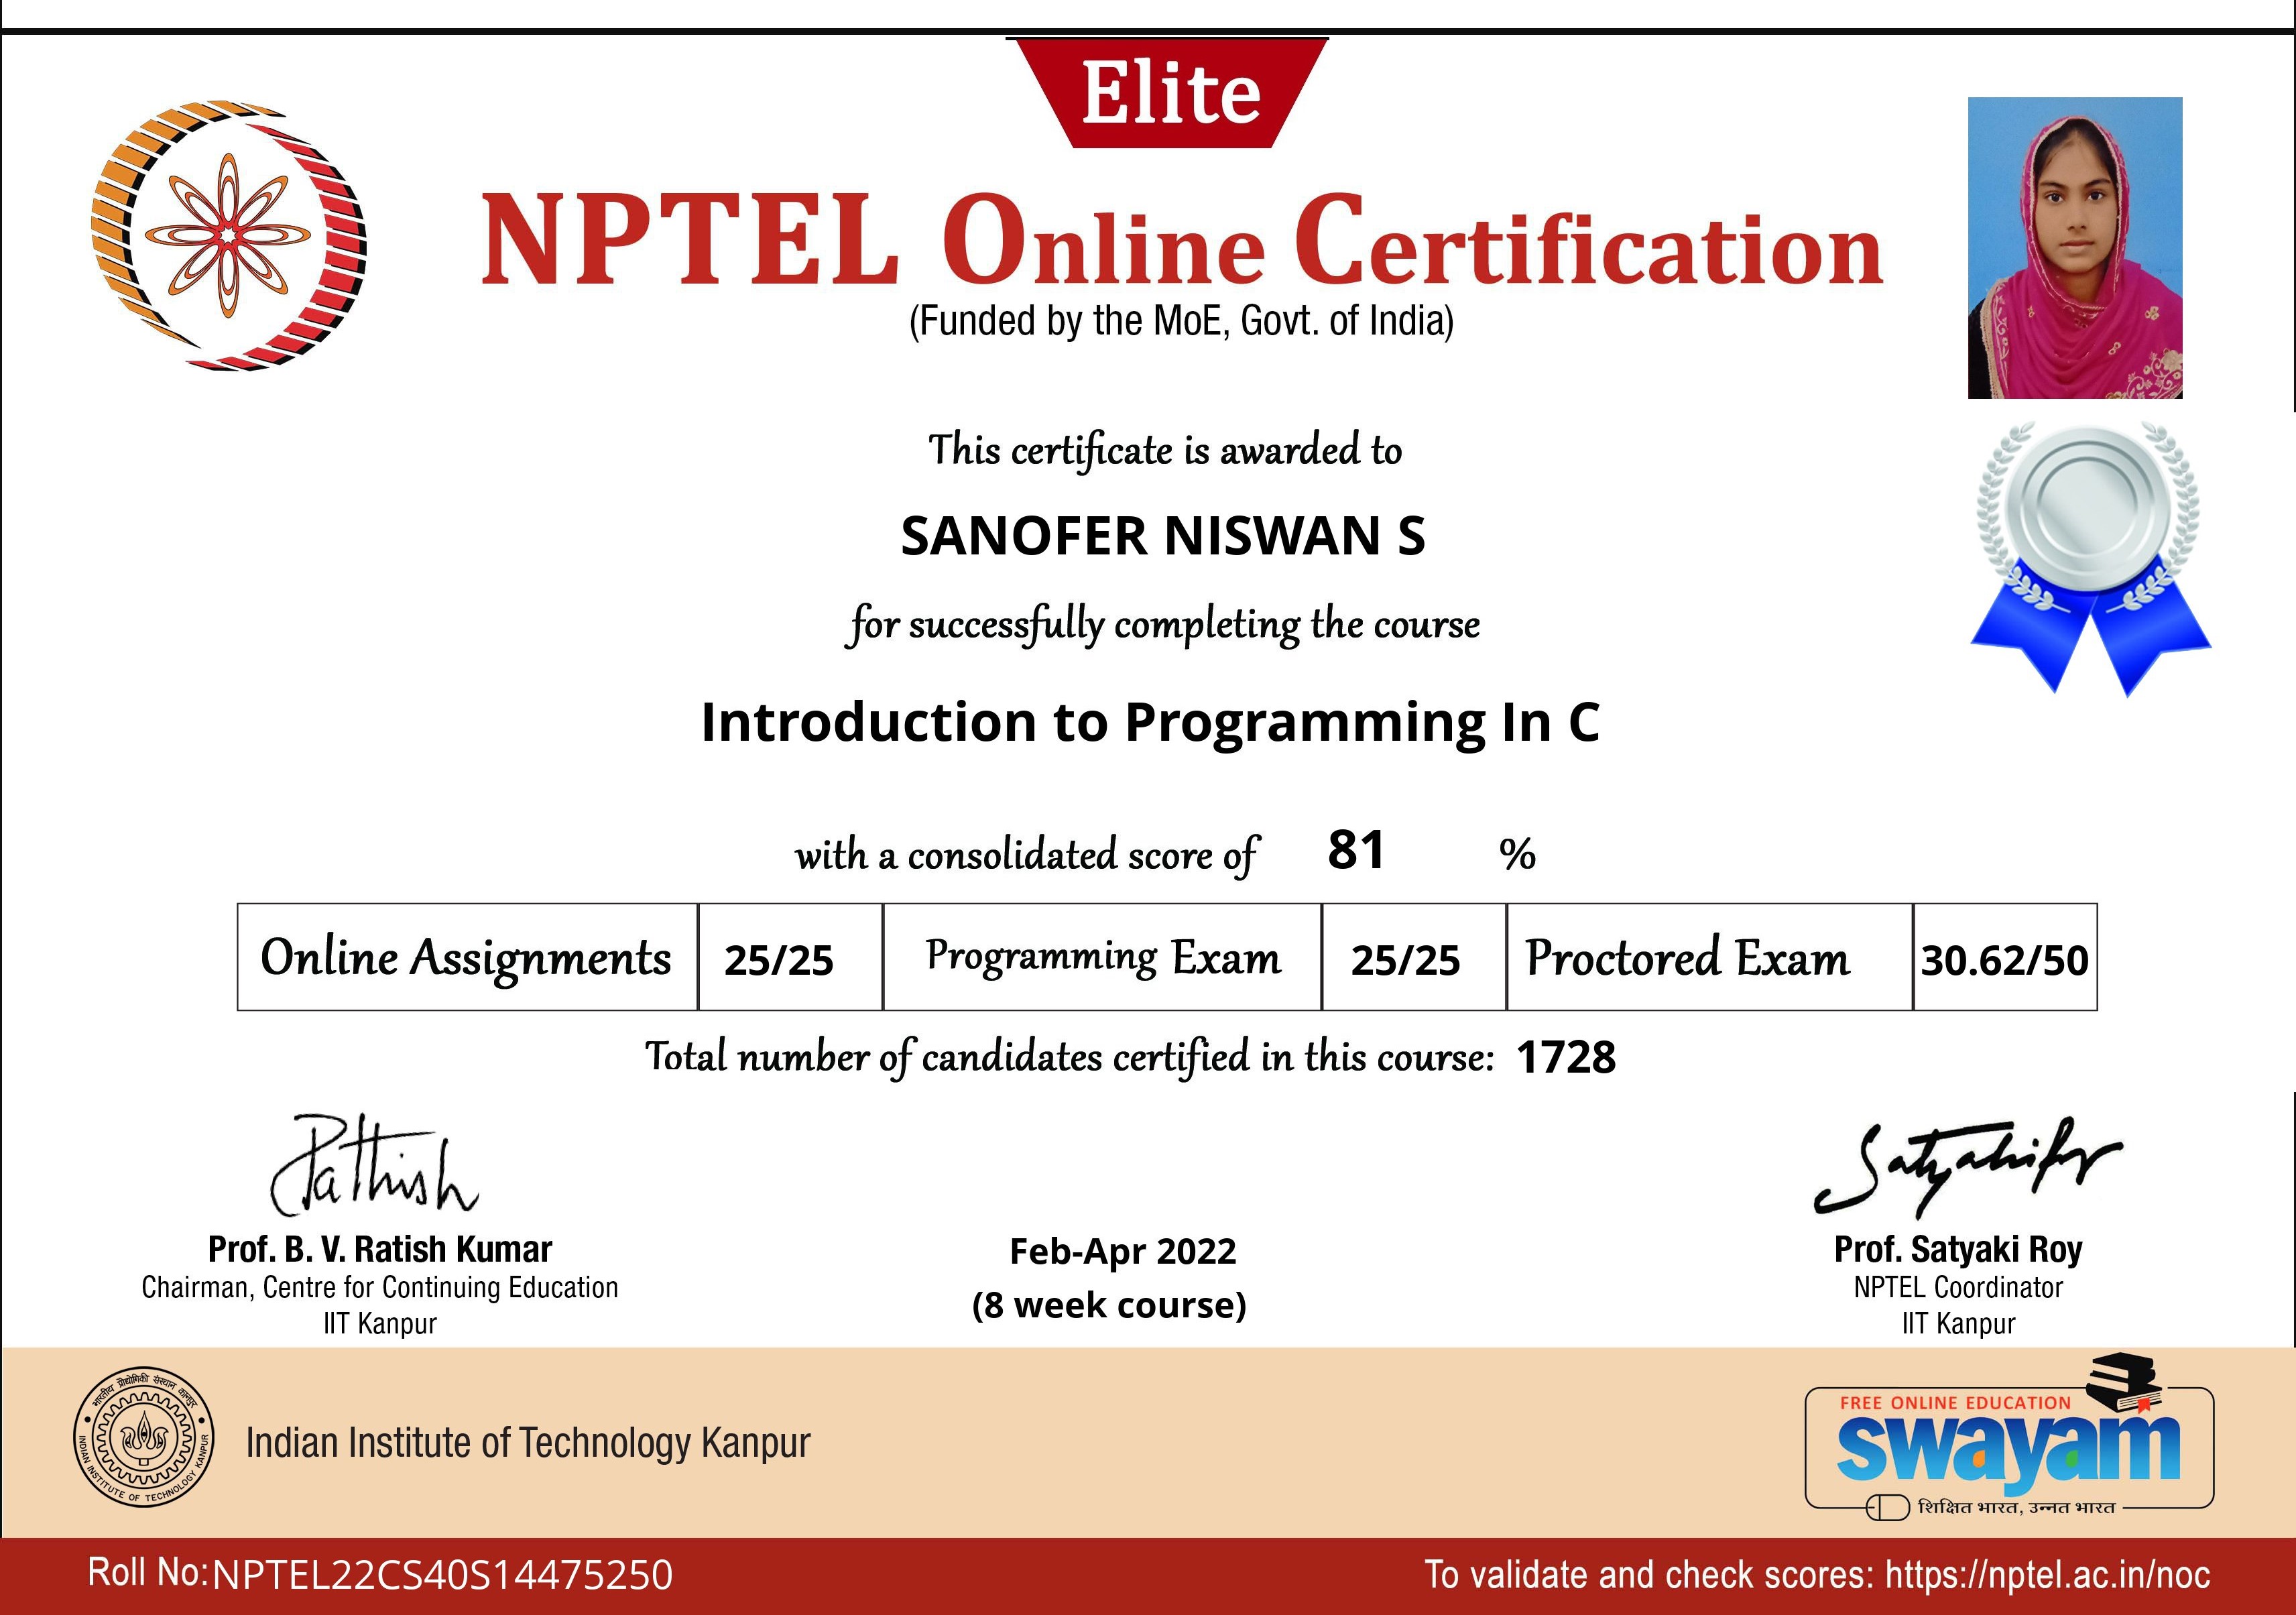 Elite
NPTEL Online Certification
(Funded by the MoE, Govt. of India)
This certificate is awarded to
SANOFER NISWAN S
for successfully completing the course
Introduction to Programming In C
with a consolidated score of 81 %
Online Assignments 25/25 Programming Exam 25/25 Proctored Exam 30.62/50
Total number of candidates certified in this course: 1728
Prof. B. V. Ratish Kumar
Chairman, Centre for Continuing Education
IIT Kanpur
Feb-Apr 2022
(8 week course)
Prof. Satyaki Roy
NPTEL Coordinator
IIT Kanpur
भारतीय प्रौद्योगिकी संस्थान कानपुर
INDIAN INSTITUTE OF TECHNOLOGY KANPUR
Indian Institute of Technology Kanpur
FREE ONLINE EDUCATION
swayam
शिक्षित भारत, उन्नत भारत
Roll No:NPTEL22CS40S14475250
To validate and check scores: https://nptel.ac.in/noc